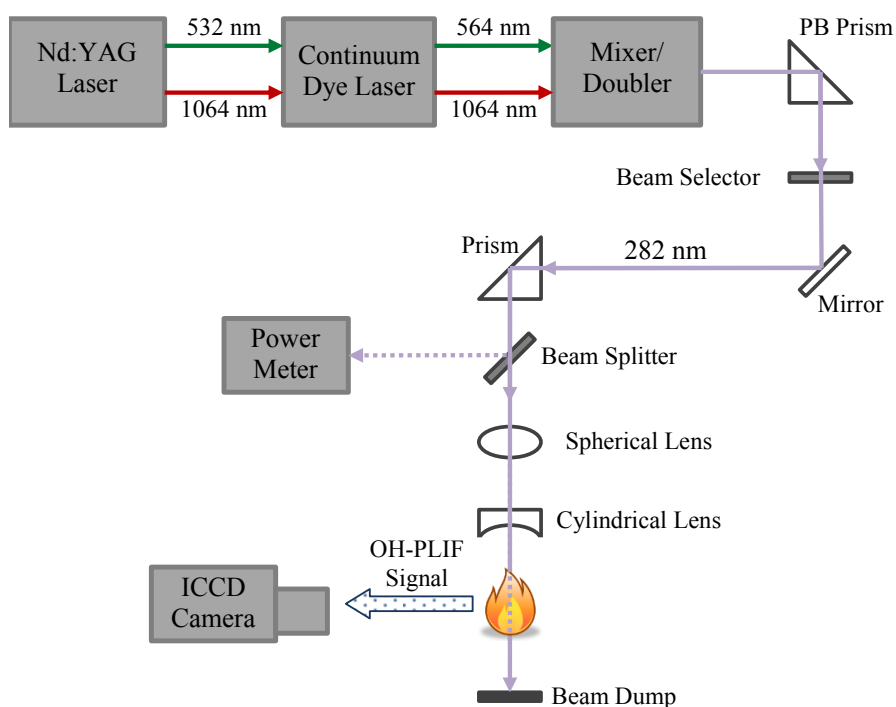 532 nm
564 nm
PB Prism
Nd:YAG
Laser
Continuum
Dye Laser
Mixer/
Doubler
1064 nm
1064 nm
Beam Selector
Prism
282 nm
Mirror
Power
Meter
Beam Splitter
Spherical Lens
Cylindrical Lens
OH-PLIF
Signal
ICCD
Camera
Beam Dump